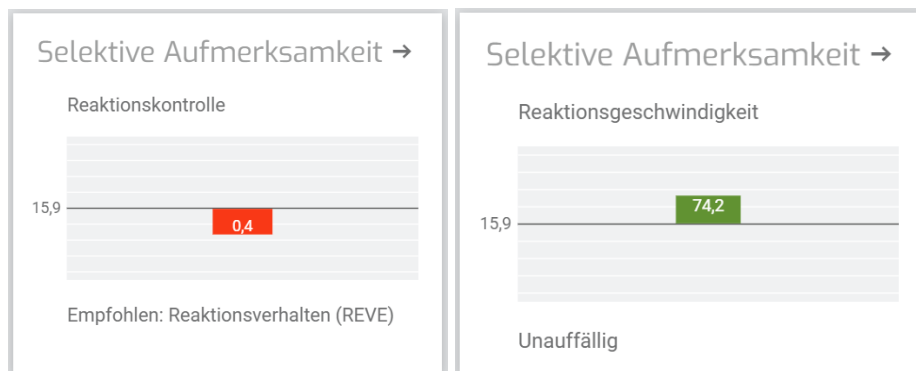 Selektive Aufmerksamkeit →
Reaktionskontrolle
15,9
0,4
Empfohlen: Reaktionsverhalten (REVE)
Selektive Aufmerksamkeit →
Reaktionsgeschwindigkeit
74,2
15,9
Unauffällig